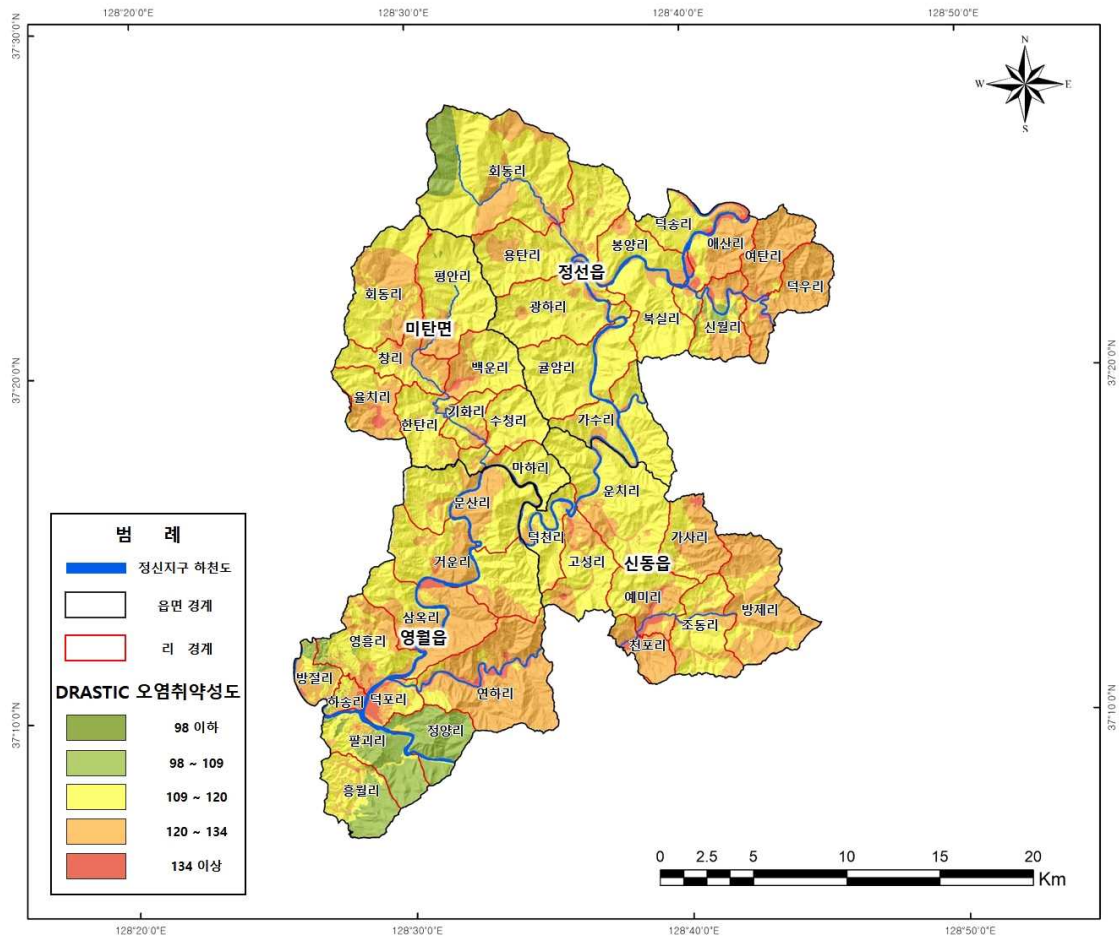 128°20'0"E 128°30'0"E 128°40'0"E 128°50'0"E
37°30'0"N
37°20'0"N
37°10'0"N
37°30'0"N
37°20'0"N
37°10'0"N
N
W E
S
회동리
덕송리
봉양리 애산리
여탄리
용탄리
정선읍
평안리
덕우리
회동리
광하리
북실리
신월리
미탄면
창리
백운리
귤암리
율치리
기화리
수청리
가수리
한탄리
마하리
운치리
문산리
덕천리
가사리
거운리
고성리
신동읍
예미리
방제리
삼옥리
조동리
영흥리
영월읍
천포리
방절리
연하리
하송리
덕포리
정양리
팔괴리
흥월리
범 례
정신지구 하천도
읍면 경계
리 경계
DRASTIC 오염취약성도
98 이하
98 ~ 109
109 ~ 120
120 ~ 134
134 이상
0 2.5 5 10 15 20
Km
128°20'0"E 128°30'0"E 128°40'0"E 128°50'0"E